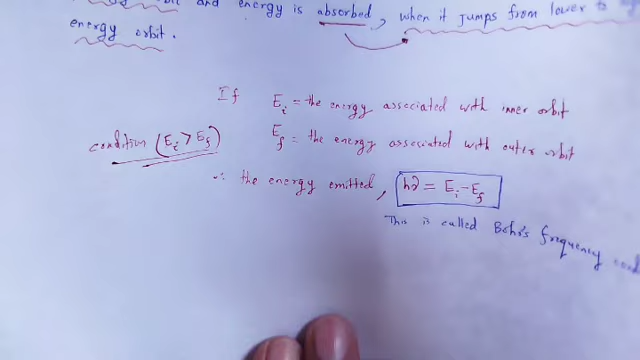 and energy is absorbed, when it jumps from lower to
energy orbit.
If E_i = the energy associated with inner orbit
condition (E_i > E_f) E_f = the energy associated with outer orbit
∴ the energy emitted, hν = E_i - E_f
This is called Bohr's frequency